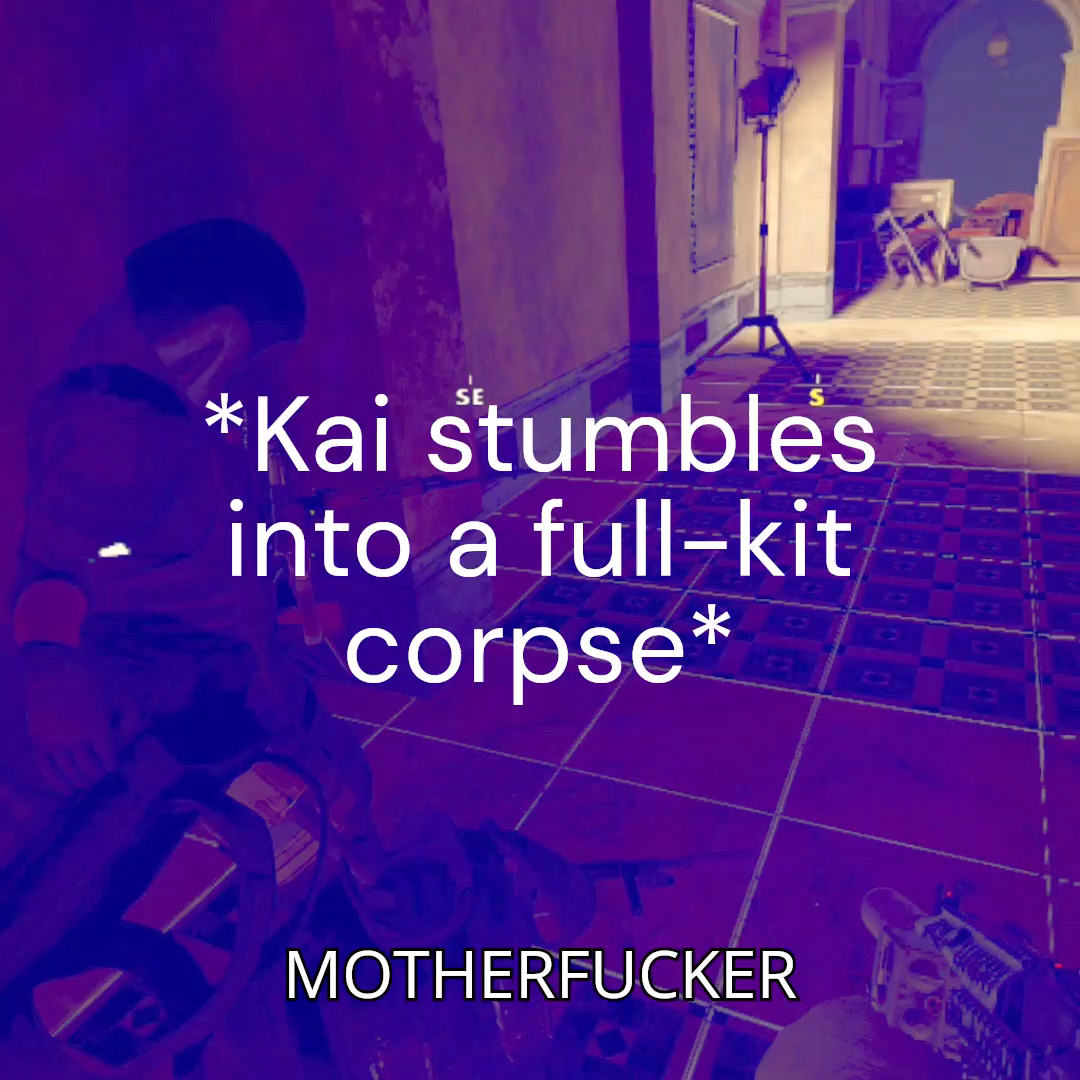 SE S
*Kai stumbles
into a full-kit
corpse*
MOTHERFUCKER